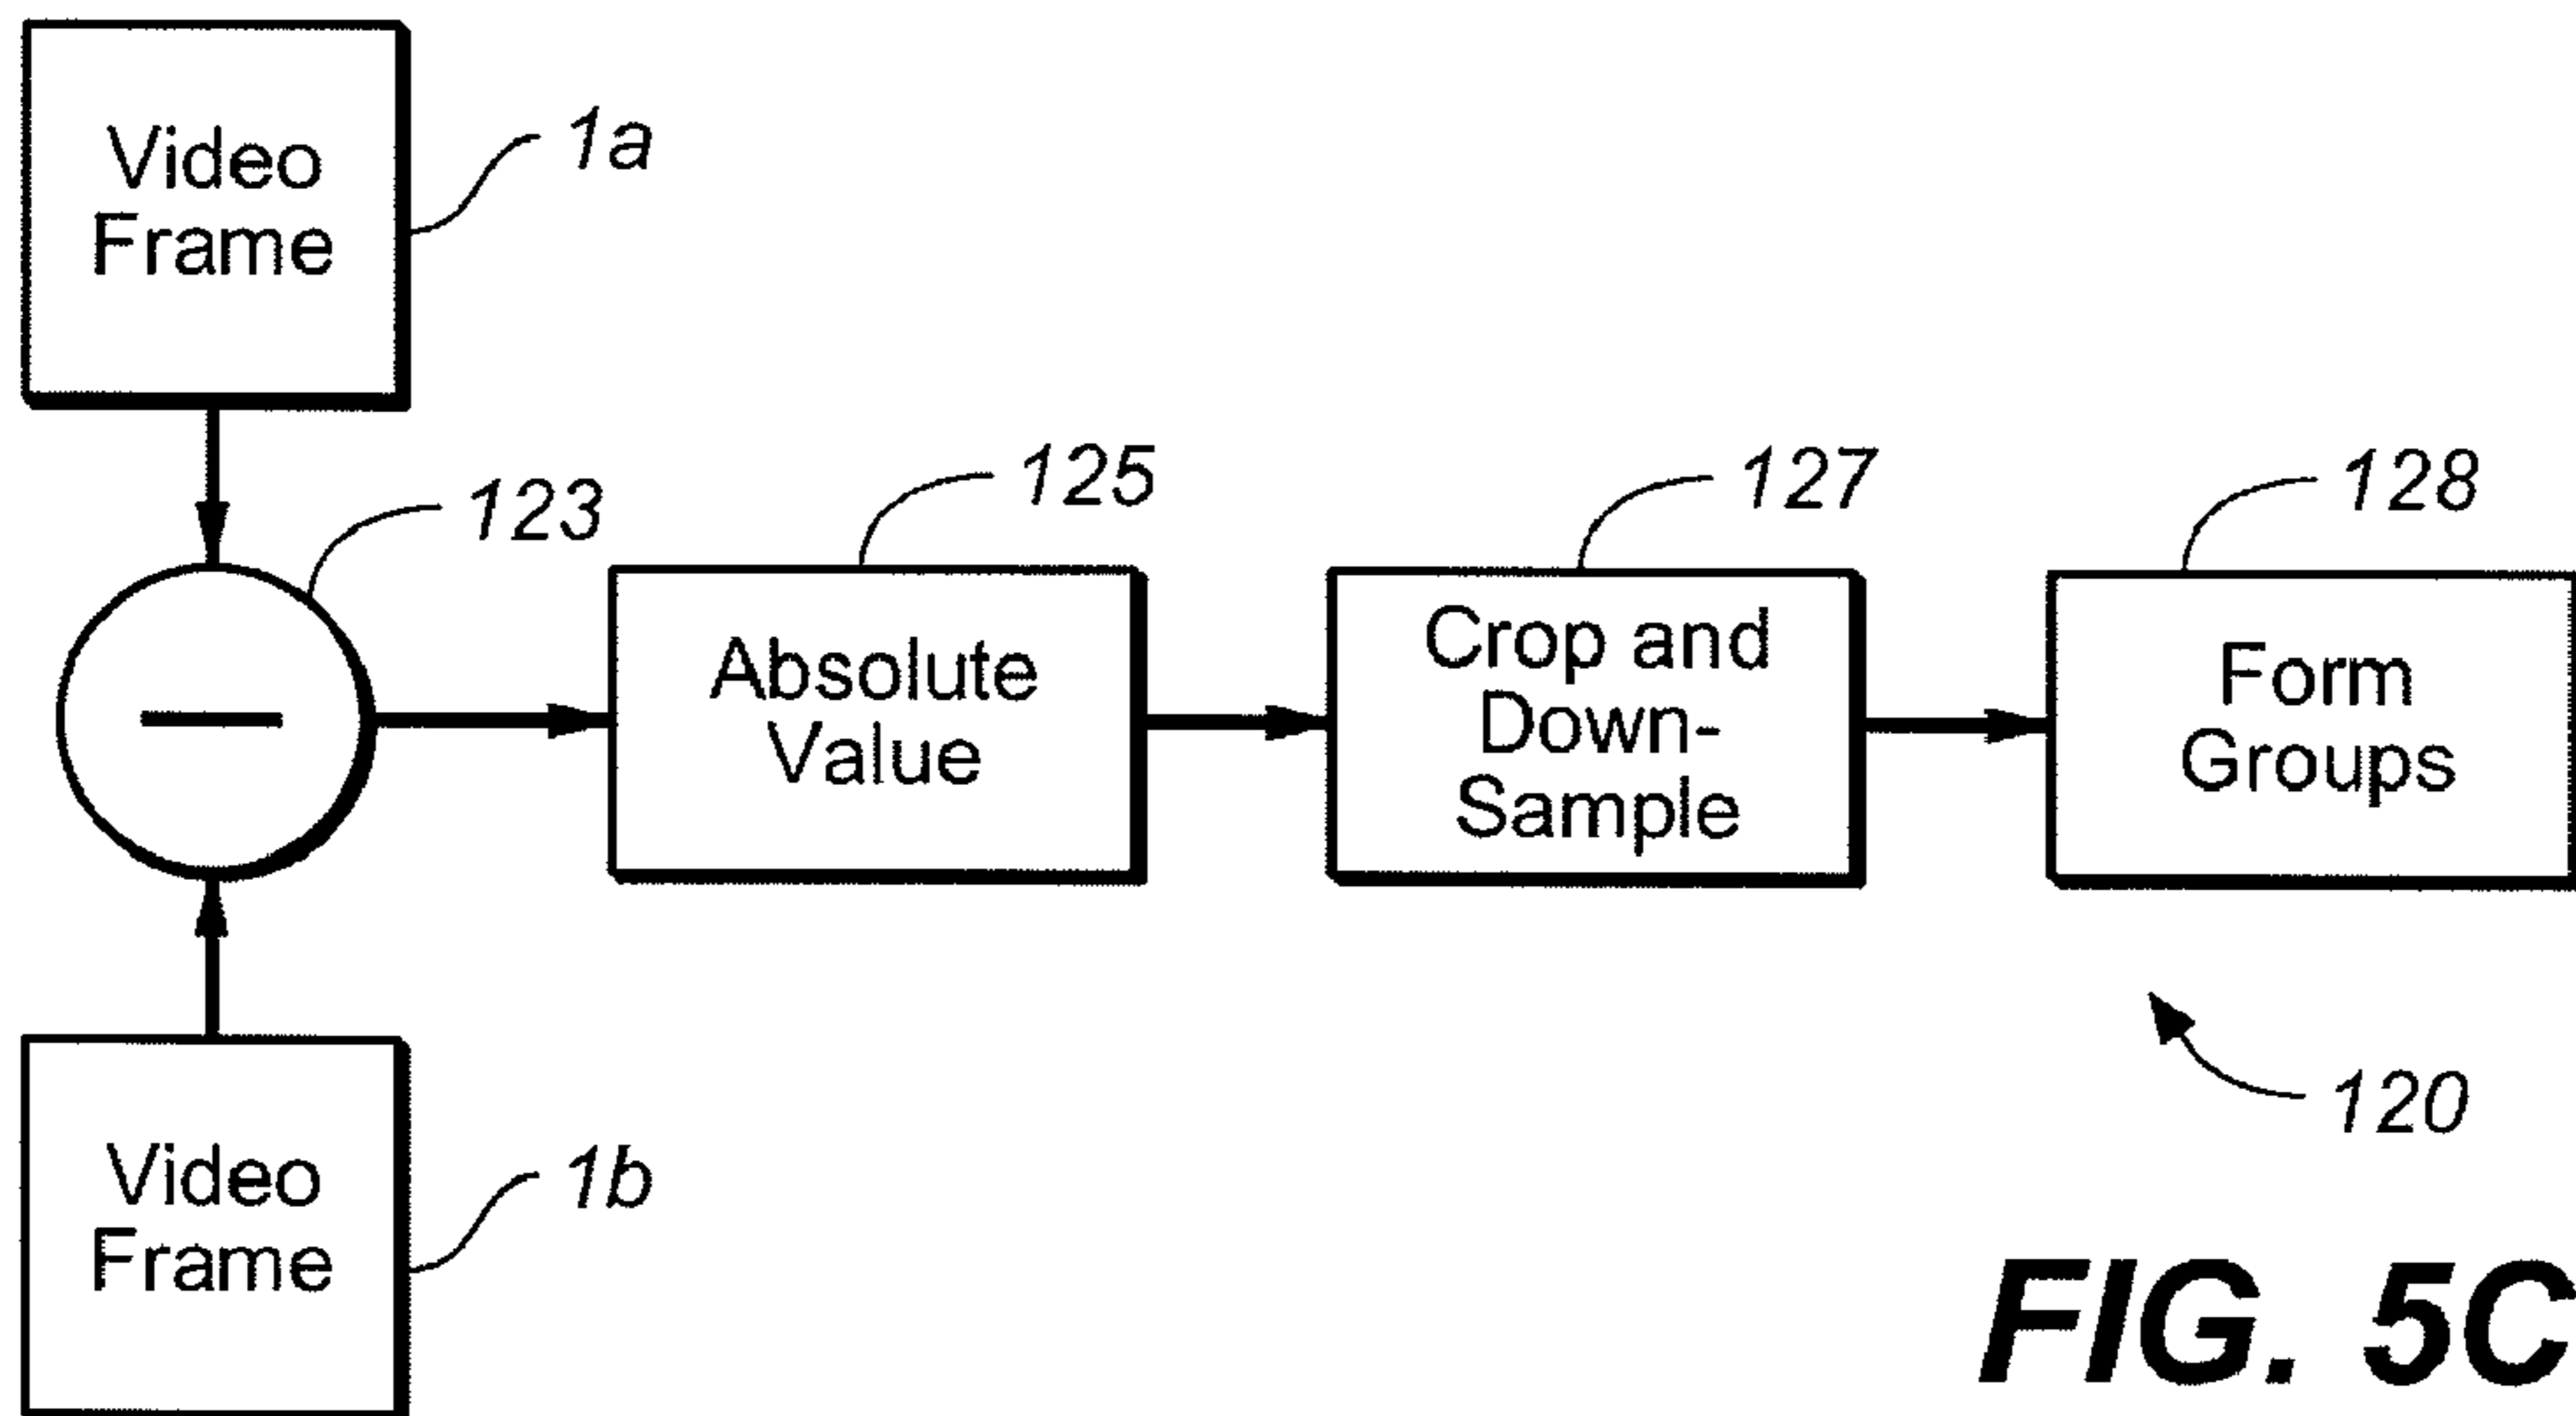 Video
Frame
1a
123
125
127
128
Absolute
Value
Crop and
Down-
Sample
Form
Groups
Video
Frame
1b
120
FIG. 5C